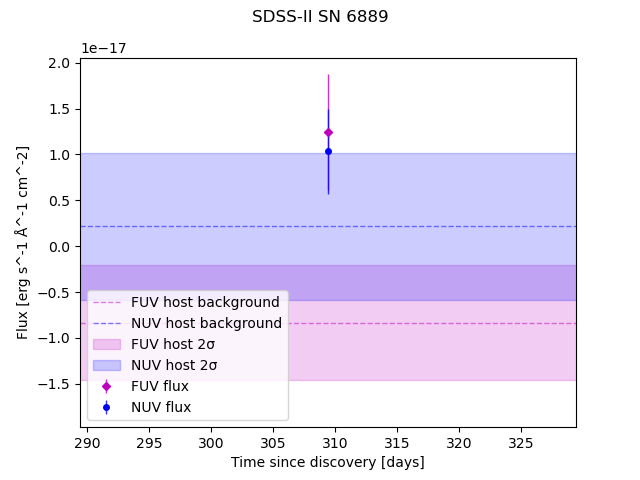 SDSS-II SN 6889
1e−17
2.0
1.5
1.0
0.5
0.0
−0.5
−1.0
−1.5
Flux [erg s^-1 Å^-1 cm^-2]
FUV host background
NUV host background
FUV host 2σ
NUV host 2σ
FUV flux
NUV flux
290 295 300 305 310 315 320 325
Time since discovery [days]